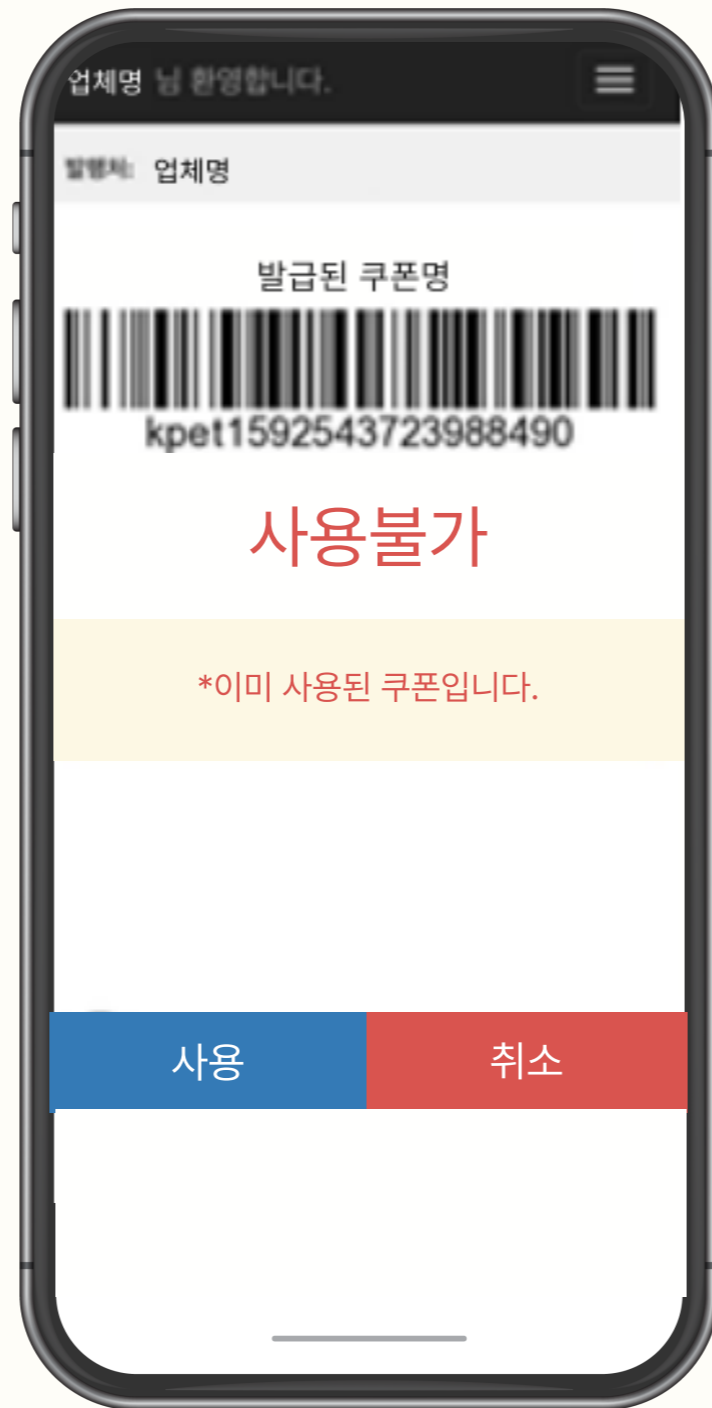 업체명 님 환영합니다.
발행처: 업체명
발급된 쿠폰명
kpet1592543723988490
사용불가
*이미 사용된 쿠폰입니다.
사용 취소